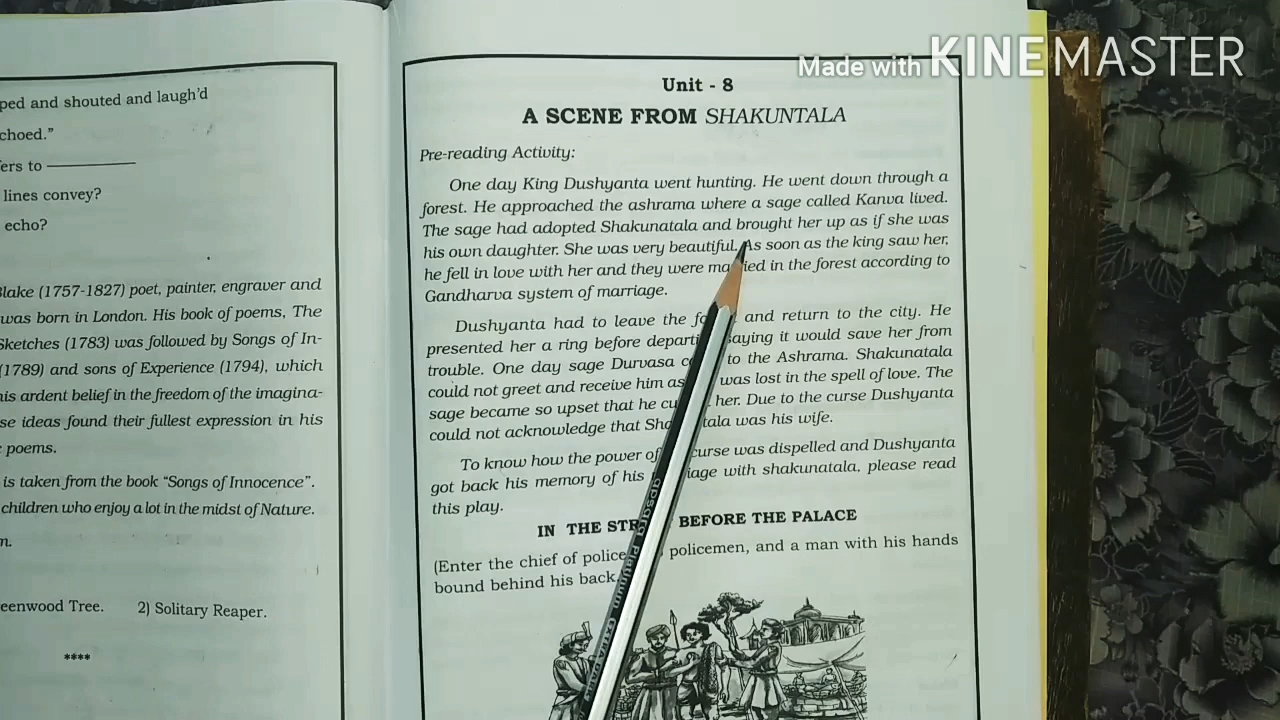 ped and shouted and laugh'd
choed."
ers to
lines convey?
echo?
Blake (1757-1827) poet, painter, engraver and
was born in London. His book of poems, The
Sketches (1783) was followed by Songs of In-
(1789) and sons of Experience (1794), which
his ardent belief in the freedom of the imagina-
se ideas found their fullest expression in his
poems.
is taken from the book "Songs of Innocence".
children who enjoy a lot in the midst of Nature.
n.
eenwood Tree. 2) Solitary Reaper.
****
Made with KINEMASTER
Unit - 8
A SCENE FROM SHAKUNTALA
Pre-reading Activity:
One day King Dushyanta went hunting. He went down through a
forest. He approached the ashrama where a sage called Kanva lived.
The sage had adopted Shakunatala and brought her up as if she was
his own daughter. She was very beautiful. As soon as the king saw her,
he fell in love with her and they were ma ied in the forest according to
Gandharva system of marriage.
Dushyanta had to leave the fo and return to the city. He
presented her a ring before departi saying it would save her from
trouble. One day sage Durvasa c to the Ashrama. Shakunatala
could not greet and receive him as was lost in the spell of love. The
sage became so upset that he cu her. Due to the curse Dushyanta
could not acknowledge that Sha tala was his wife.
To know how the power of curse was dispelled and Dushyanta
got back his memory of his iage with shakunatala, please read
this play.
IN THE STR BEFORE THE PALACE
(Enter the chief of police policemen, and a man with his hands
bound behind his back
apsara Platinum